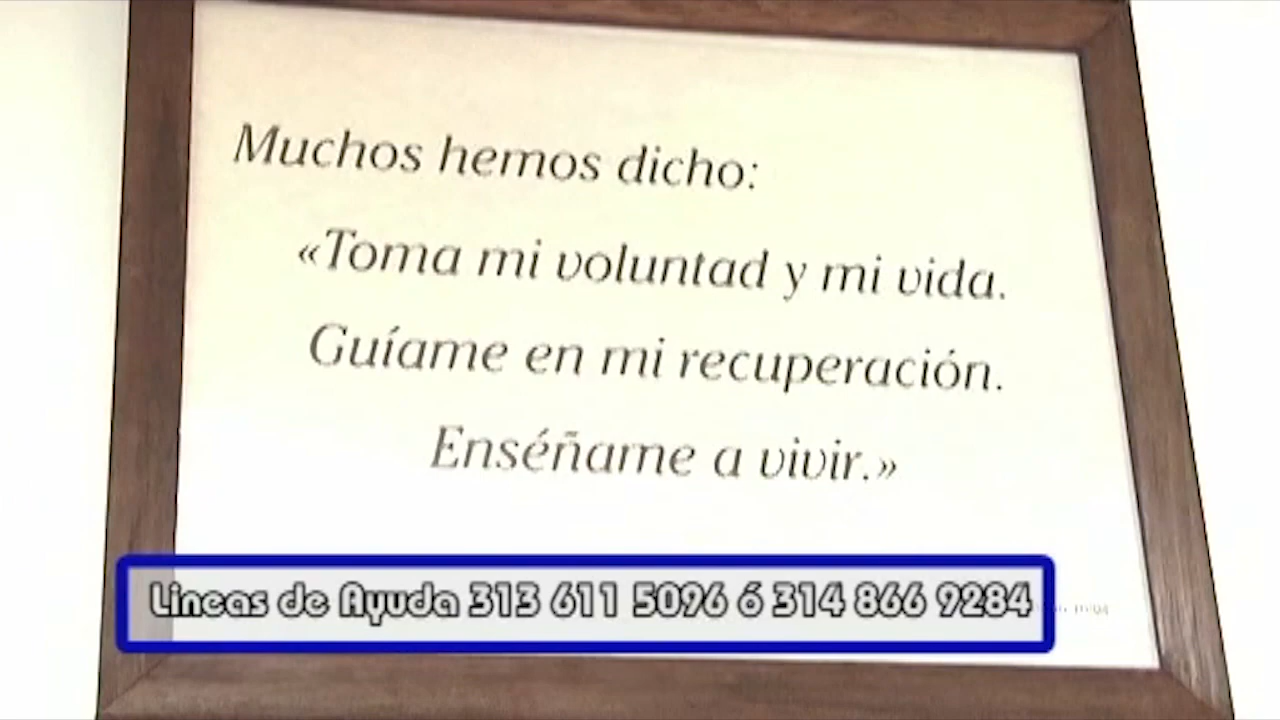 Muchos hemos dicho:
«Toma mi voluntad y mi vida.
Guíame en mi recuperación.
Enséñame a vivir.»
Lineas de Ayuda 313 611 5096 ó 314 866 9284